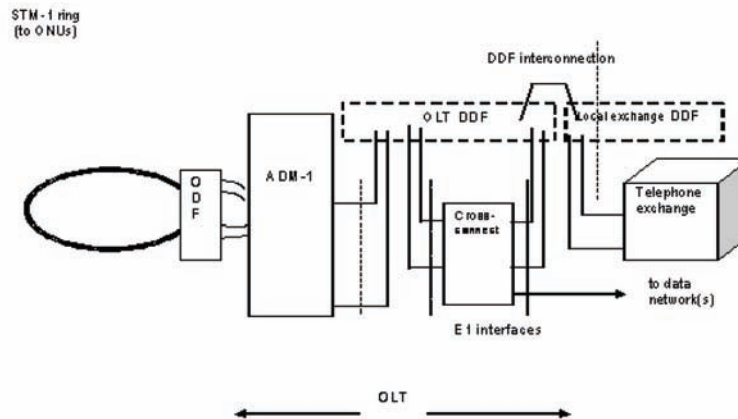 STM-1 ring
(to ONUs)
DDF interconnection
OLT DDF
Local exchange DDF
O
D
F
ADM-1
Cross-
connect
Telephone
exchange
to data
network(s)
E1 interfaces
OLT